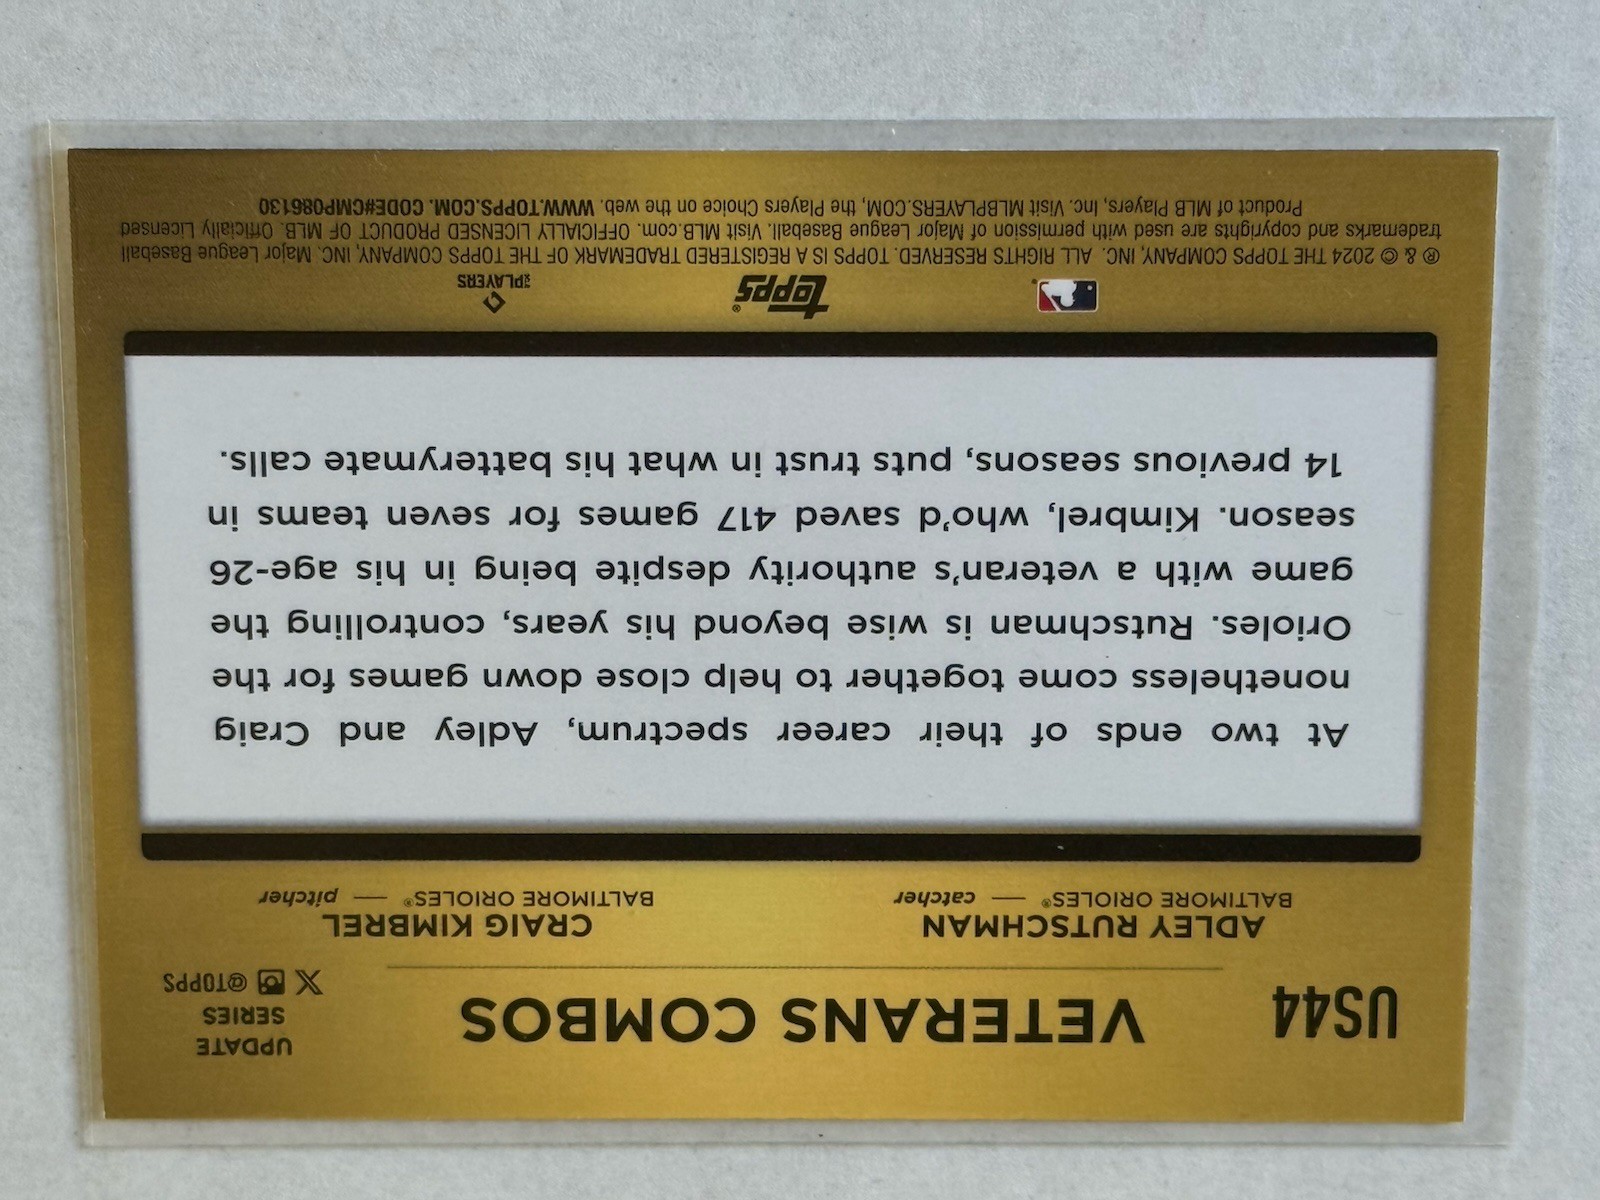 US44
VETERANS COMBOS
UPDATE
SERIES
@TOPPS
ADLEY RUTSCHMAN
BALTIMORE ORIOLES® — catcher
CRAIG KIMBREL
BALTIMORE ORIOLES® — pitcher
At two ends of their career spectrum, Adley and Craig
nonetheless come together to help close down games for the
Orioles. Rutschman is wise beyond his years, controlling the
game with a veteran's authority despite being in his age-26
season. Kimbrel, who'd saved 417 games for seven teams in
14 previous seasons, puts trust in what his batterymate calls.
topps®
MLB PLAYERS
® & © 2024 THE TOPPS COMPANY, INC. ALL RIGHTS RESERVED. TOPPS IS A REGISTERED TRADEMARK OF THE TOPPS COMPANY, INC. Major League Baseball
trademarks and copyrights are used with permission of Major League Baseball. Visit MLB.com. OFFICIALLY LICENSED PRODUCT OF MLB. Officially Licensed
Product of MLB Players, Inc. Visit MLBPLAYERS.COM, the Players Choice on the web. WWW.TOPPS.COM. CODE#CMP086130